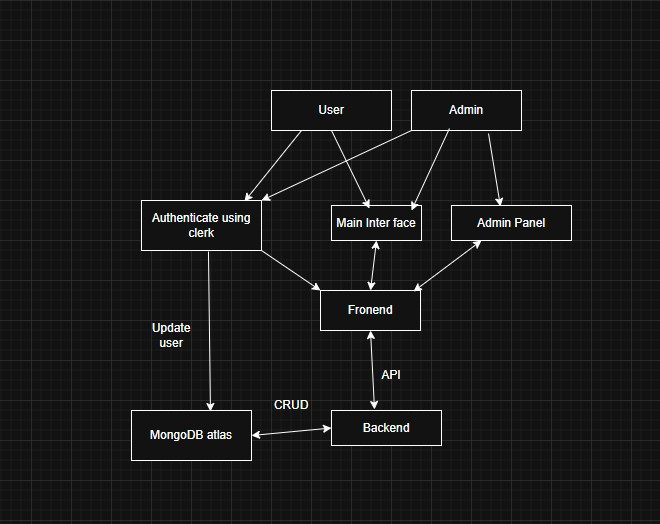 User
Admin
Authenticate using
clerk
Main Inter face
Admin Panel
Fronend
Update
user
API
CRUD
MongoDB atlas
Backend